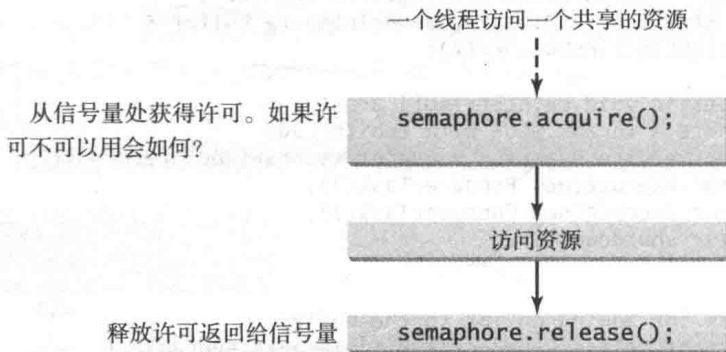 一个线程访问一个共享的资源
从信号量处获得许可。如果许
可不可以用会如何?
semaphore.acquire();
访问资源
释放许可返回给信号量
semaphore.release();